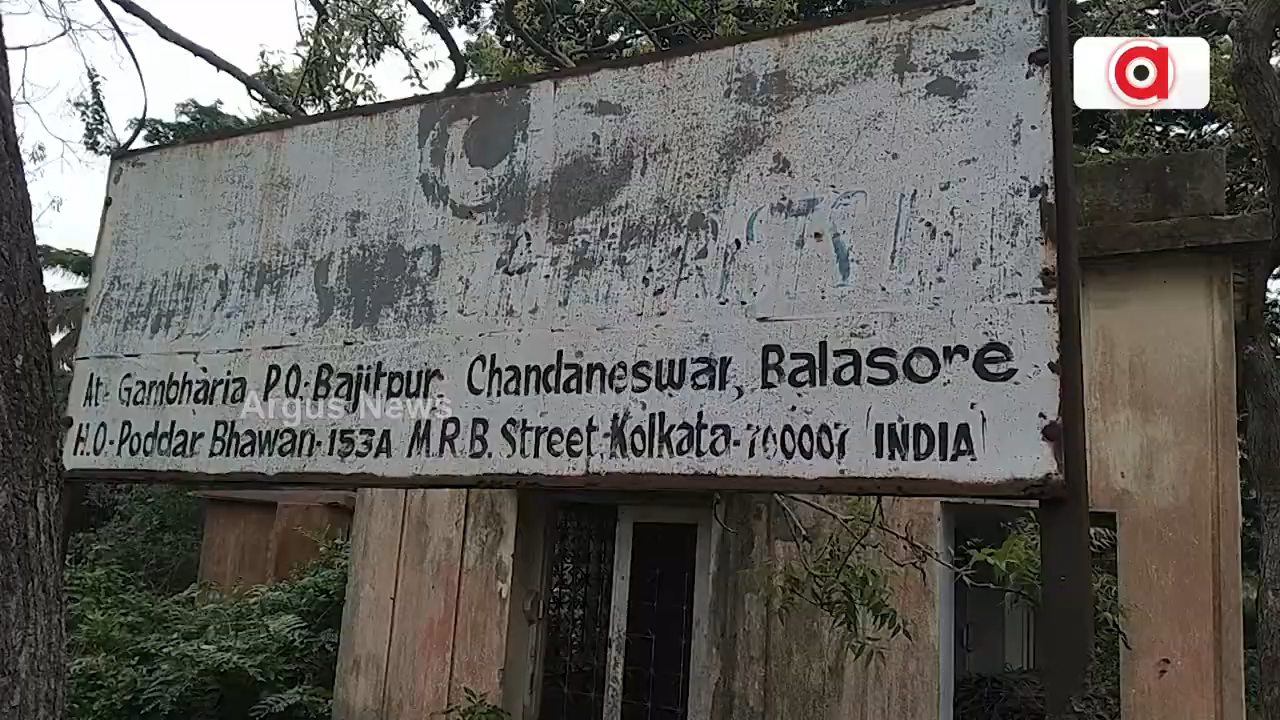 a
At- Gambharia P.O: Bajitpur, Chandaneswar, Balasore
Argus News
H.O-Poddar Bhawan-153A M.R.B. Street-Kolkata-700007 (INDIA)